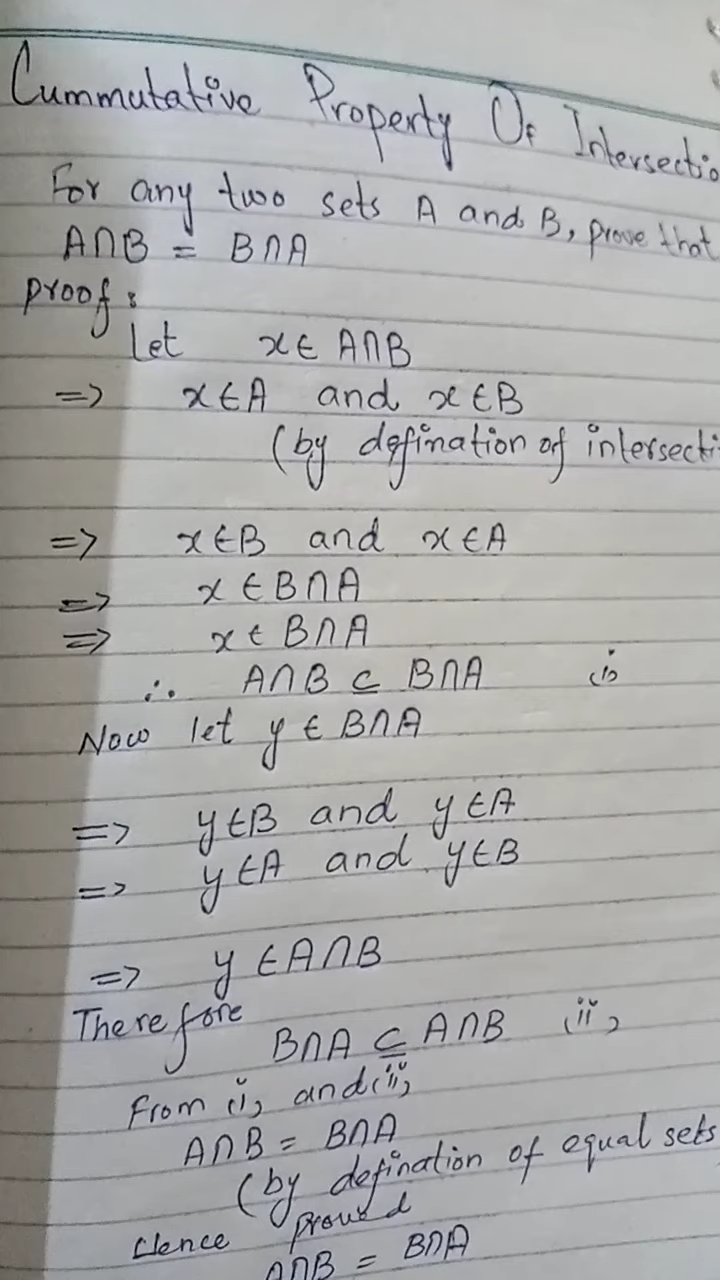 Cummutative Property Of Intersectio
For any two sets A and B, prove that
A∩B = B∩A
proof:
Let x∈ A∩B
=> x∈A and x∈B
(by defination of intersecti
=> x∈B and x∈A
=> x ∈ B∩A
=> x ∈ B∩A
∴ A∩B ⊆ B∩A (i)
Now let y ∈ B∩A
=> y∈B and y∈A
=> y∈A and y∈B
=> y ∈ A∩B
Therefore
B∩A ⊆ A∩B (ii)
From (i) and (ii)
A∩B = B∩A
(by defination of equal sets
Hence proved
A∩B = B∩A